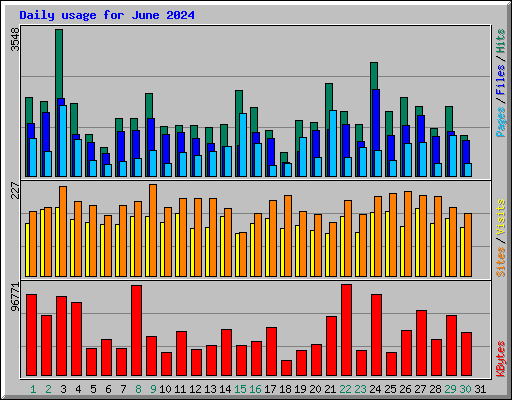 Daily usage for June 2024
3548
Pages / Files / Hits
227
Sites / Visits
96771
KBytes
1 2 3 4 5 6 7 8 9 10 11 12 13 14 15 16 17 18 19 20 21 22 23 24 25 26 27 28 29 30 31